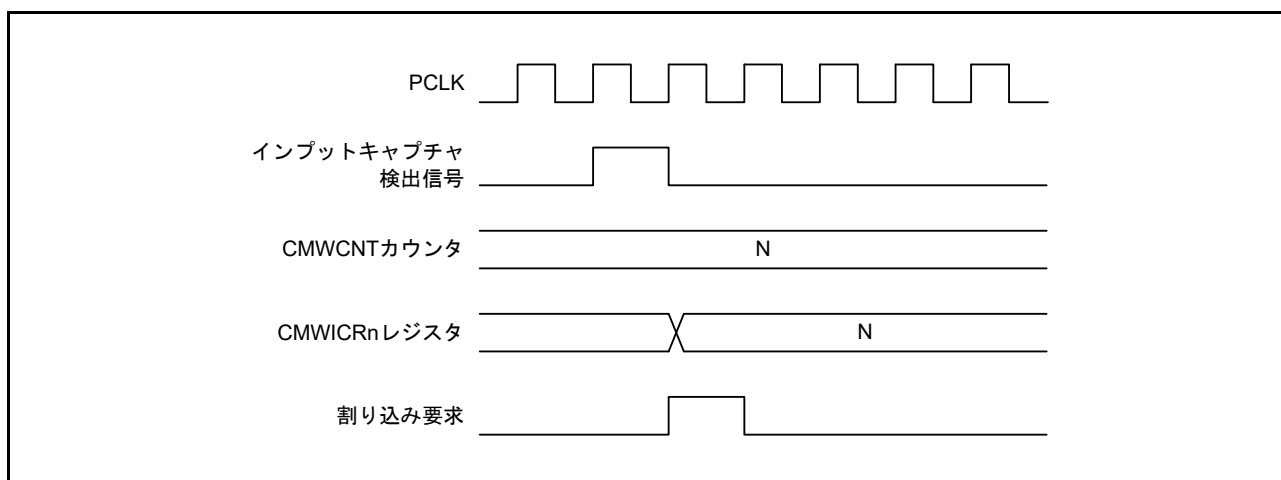 PCLK
インプットキャプチャ
検出信号
CMWCNTカウンタ
N
CMWICRnレジスタ
N
割り込み要求